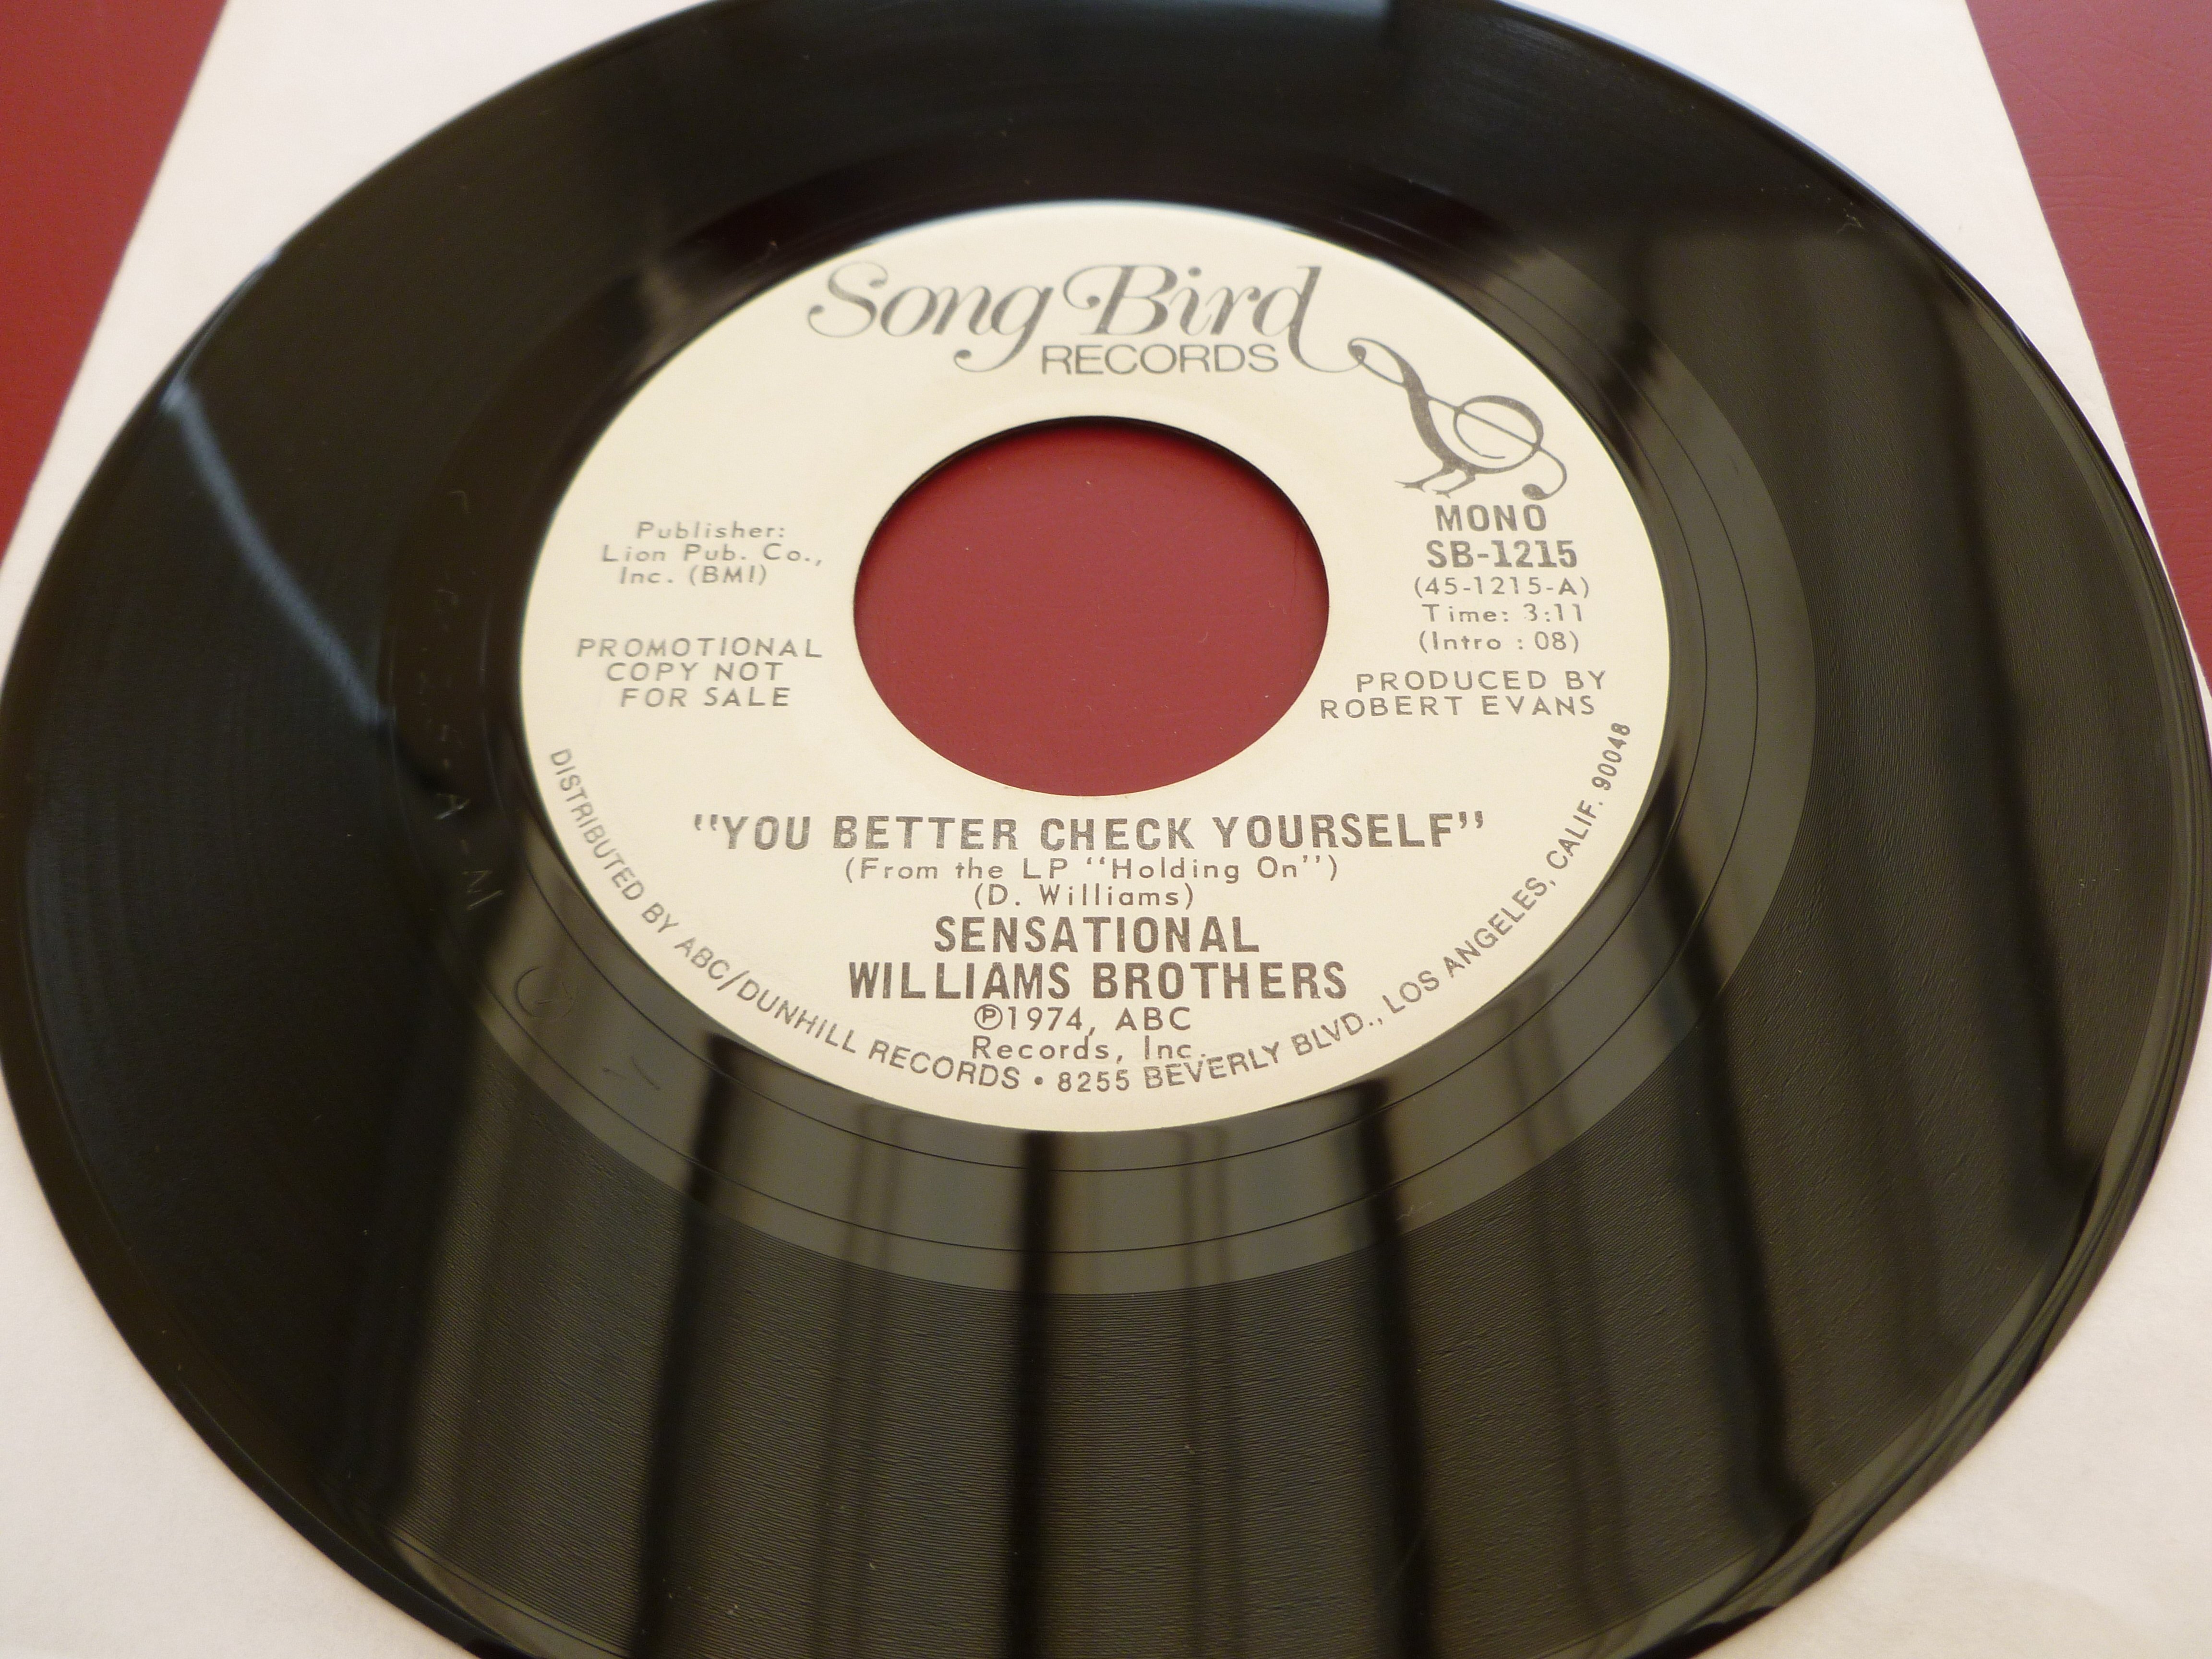 Song Bird
RECORDS
Publisher:
Lion Pub. Co.,
Inc. (BMI)
PROMOTIONAL
COPY NOT
FOR SALE
MONO
SB-1215
(45-1215-A)
Time: 3:11
(Intro : 08)
PRODUCED BY
ROBERT EVANS
"YOU BETTER CHECK YOURSELF"
(From the LP "Holding On")
(D. Williams)
SENSATIONAL
WILLIAMS BROTHERS
Ⓟ1974, ABC
Records, Inc.
DISTRIBUTED BY ABC/DUNHILL RECORDS • 8255 BEVERLY BLVD., LOS ANGELES, CALIF. 90048